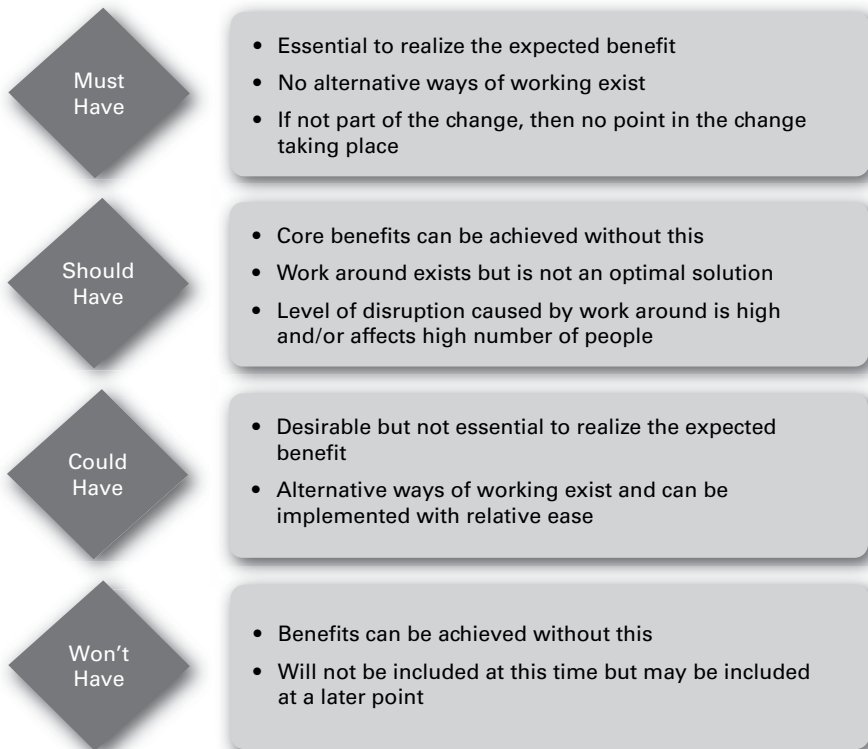 Must
Have
• Essential to realize the expected benefit
• No alternative ways of working exist
• If not part of the change, then no point in the change
taking place
Should
Have
• Core benefits can be achieved without this
• Work around exists but is not an optimal solution
• Level of disruption caused by work around is high
and/or affects high number of people
Could
Have
• Desirable but not essential to realize the expected
benefit
• Alternative ways of working exist and can be
implemented with relative ease
Won’t
Have
• Benefits can be achieved without this
• Will not be included at this time but may be included
at a later point